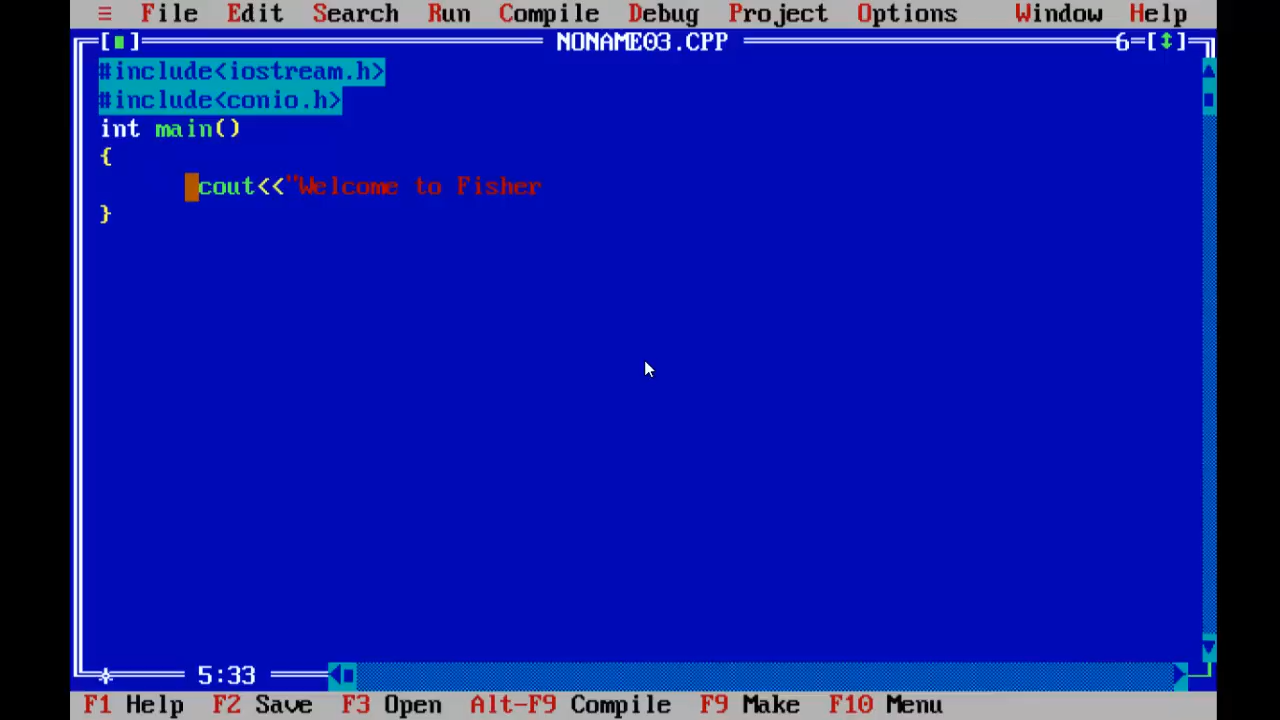 ≡ File Edit Search Run Compile Debug Project Options Window Help
[■] NONAME03.CPP 6=[↕]
#include<iostream.h>
#include<conio.h>
int main()
{
cout<<"Welcome to Fisher
}
5:33
F1 Help F2 Save F3 Open Alt-F9 Compile F9 Make F10 Menu